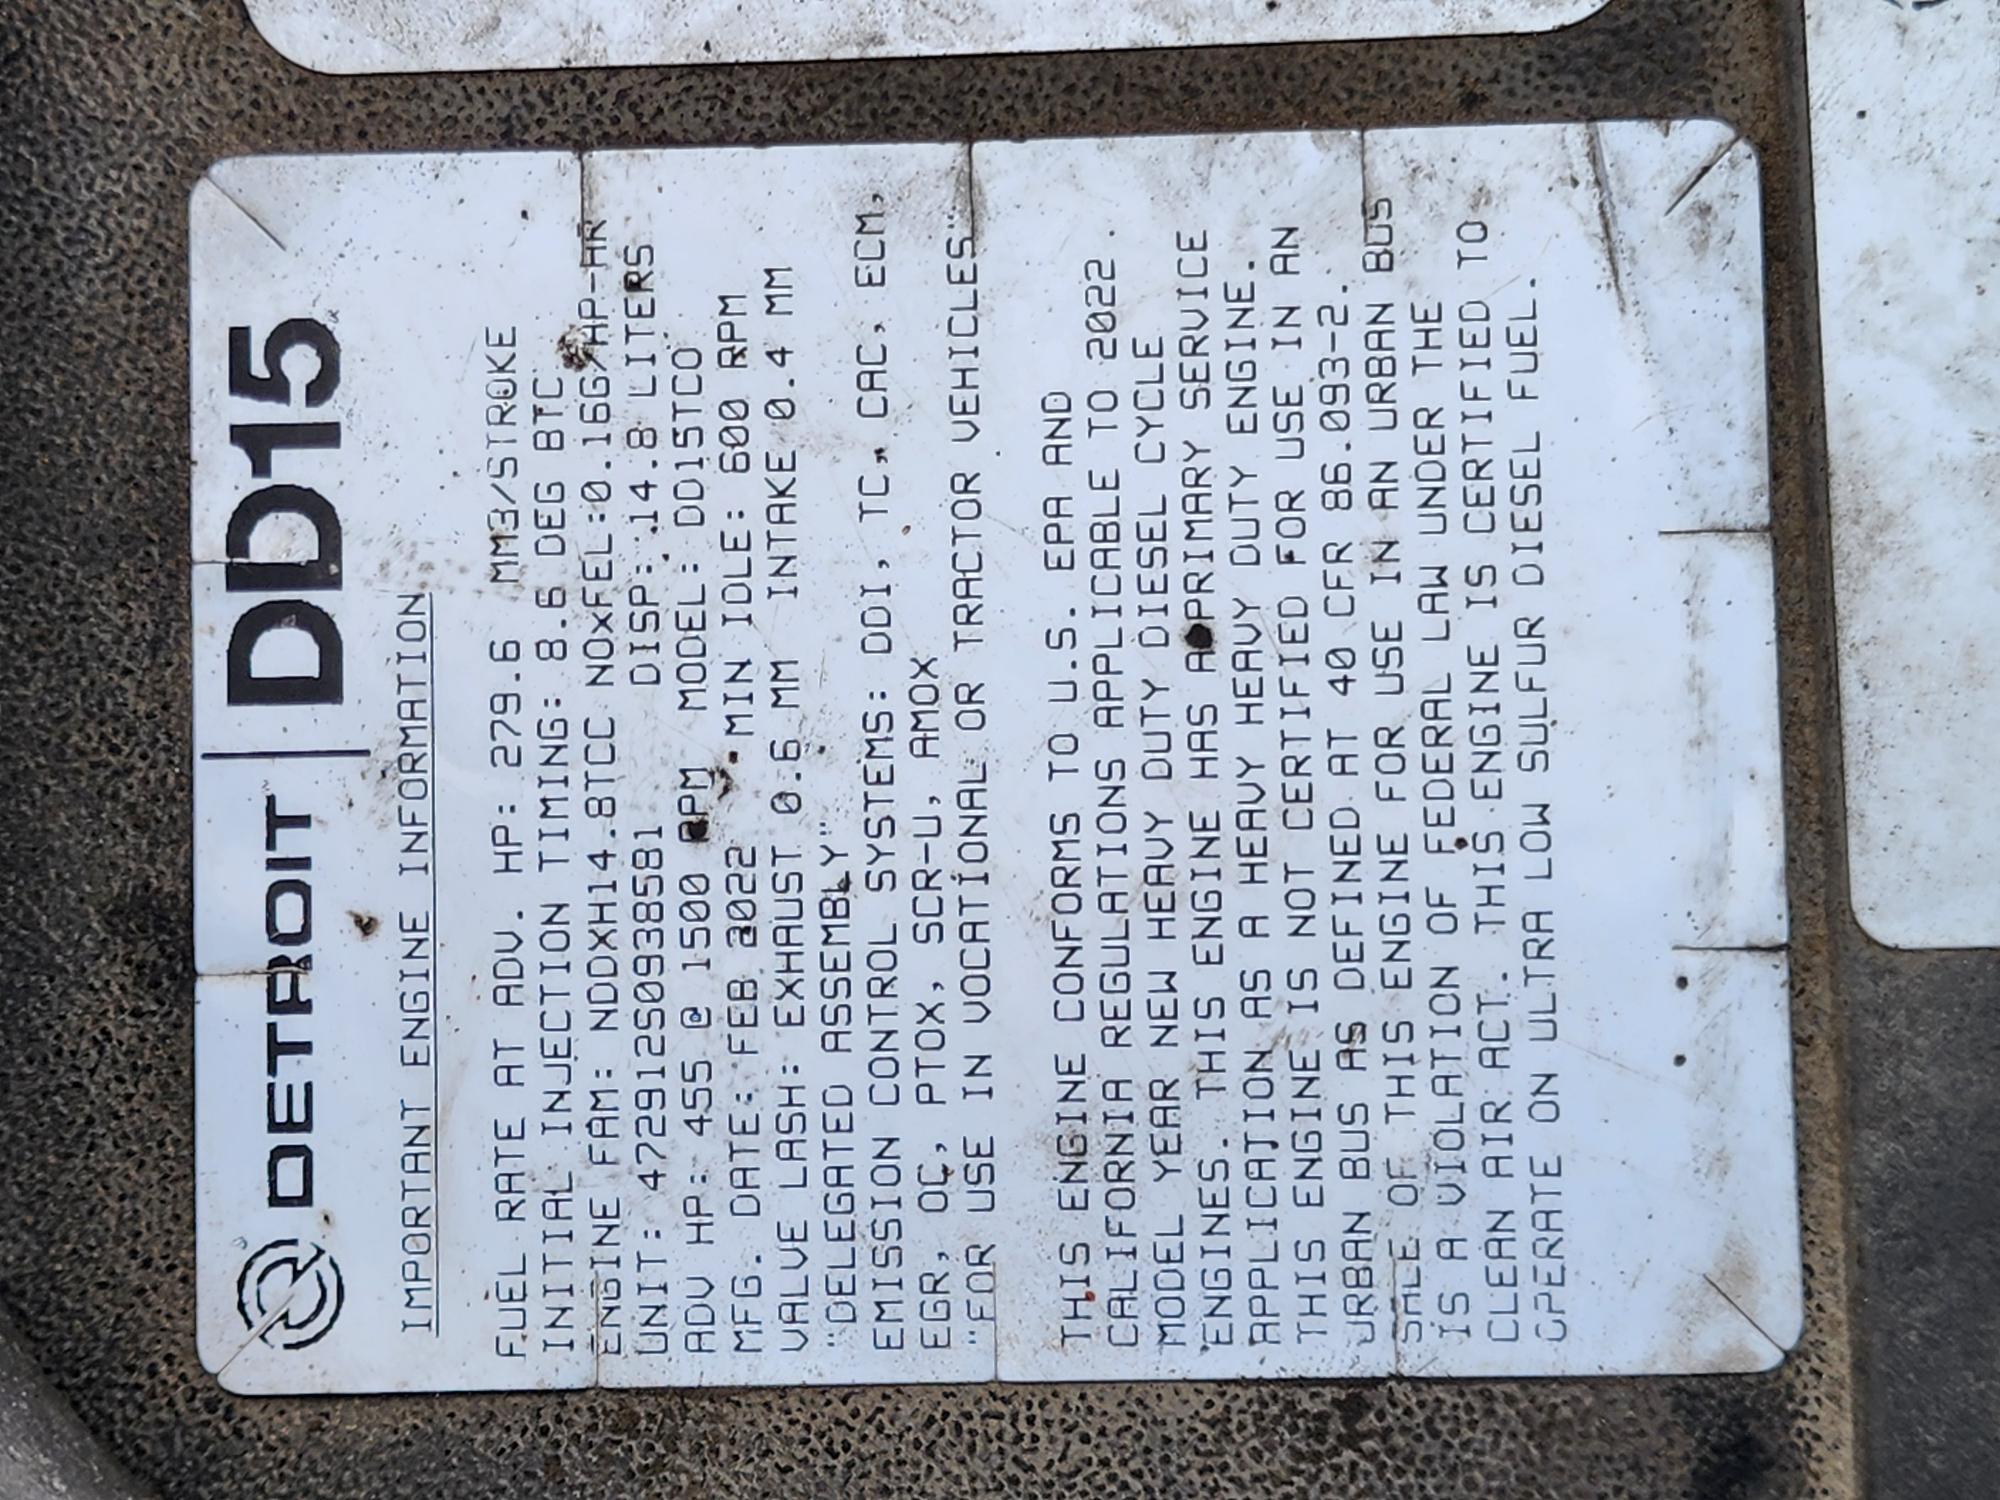 DETROIT | DD15
IMPORTANT ENGINE INFORMATION
FUEL RATE AT ADV. HP: 279.6 MM3/STROKE
INITIAL INJECTION TIMING: 8.6 DEG BTC
ENGINE FAM: NDDXH14.8TCC NOXFEL:0.16G/HP-HR
UNIT: 472912S0938581 DISP: 14.8 LITERS
ADV HP: 455 @ 1500 RPM MODEL: DD15TCO
MFG. DATE: FEB 2022 MIN IDLE: 600 RPM
VALVE LASH: EXHAUST 0.6 MM INTAKE 0.4 MM
"DELEGATED ASSEMBLY"
EMISSION CONTROL SYSTEMS: DDI, TC, CAC, ECM,
EGR, OC, PTOX, SCR-U, AMOX
"FOR USE IN VOCATIONAL OR TRACTOR VEHICLES"
THIS ENGINE CONFORMS TO U.S. EPA AND
CALIFORNIA REGULATIONS APPLICABLE TO 2022
MODEL YEAR NEW HEAVY DUTY DIESEL CYCLE
ENGINES. THIS ENGINE HAS A PRIMARY SERVICE
APPLICATION AS A HEAVY HEAVY DUTY ENGINE.
THIS ENGINE IS NOT CERTIFIED FOR USE IN AN
URBAN BUS AS DEFINED AT 40 CFR 86.093-2.
SALE OF THIS ENGINE FOR USE IN AN URBAN BUS
IS A VIOLATION OF FEDERAL LAW UNDER THE
CLEAN AIR ACT. THIS ENGINE IS CERTIFIED TO
OPERATE ON ULTRA LOW SULFUR DIESEL FUEL.